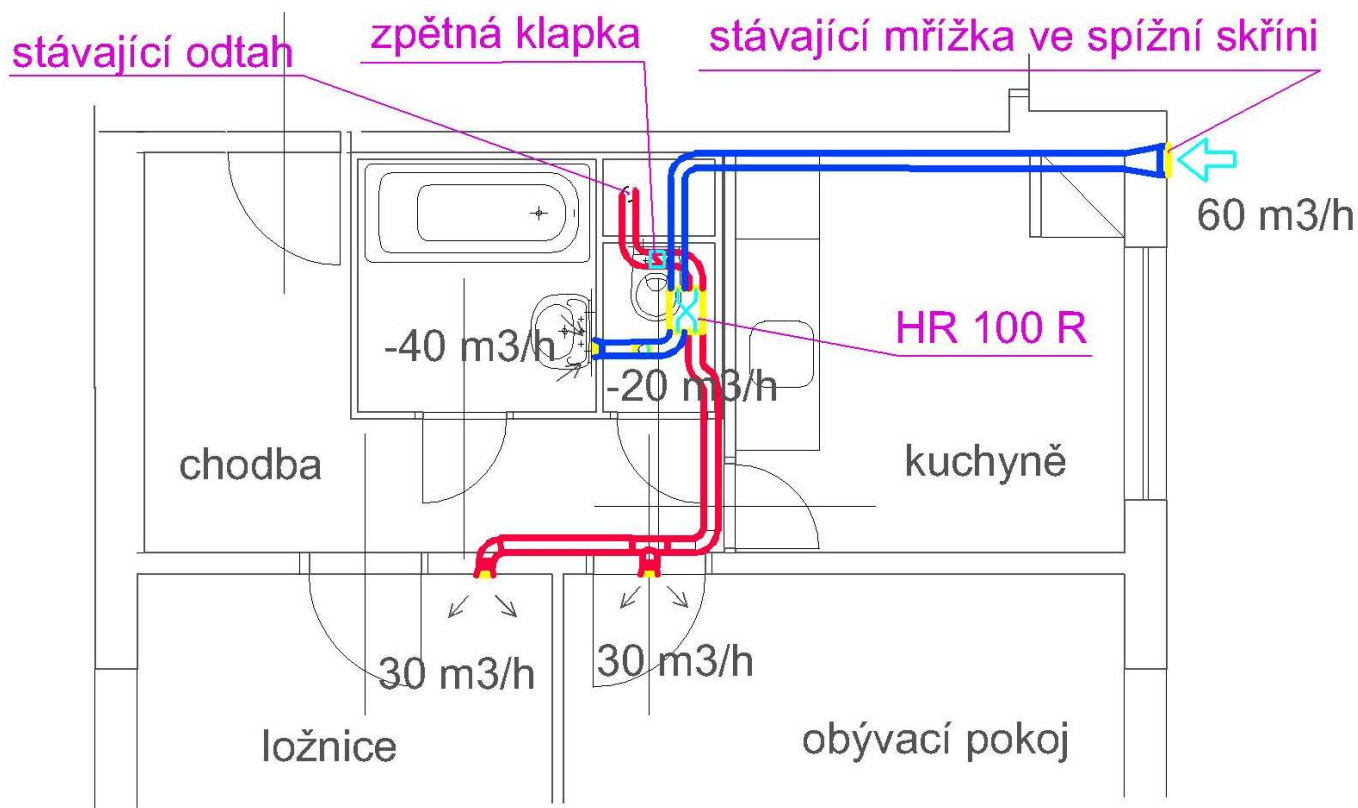 stávající odtah
zpětná klapka
stávající mřížka ve spížní skříni
60 m3/h
HR 100 R
-40 m3/h
-20 m3/h
chodba
kuchyně
30 m3/h
30 m3/h
ložnice
obývací pokoj